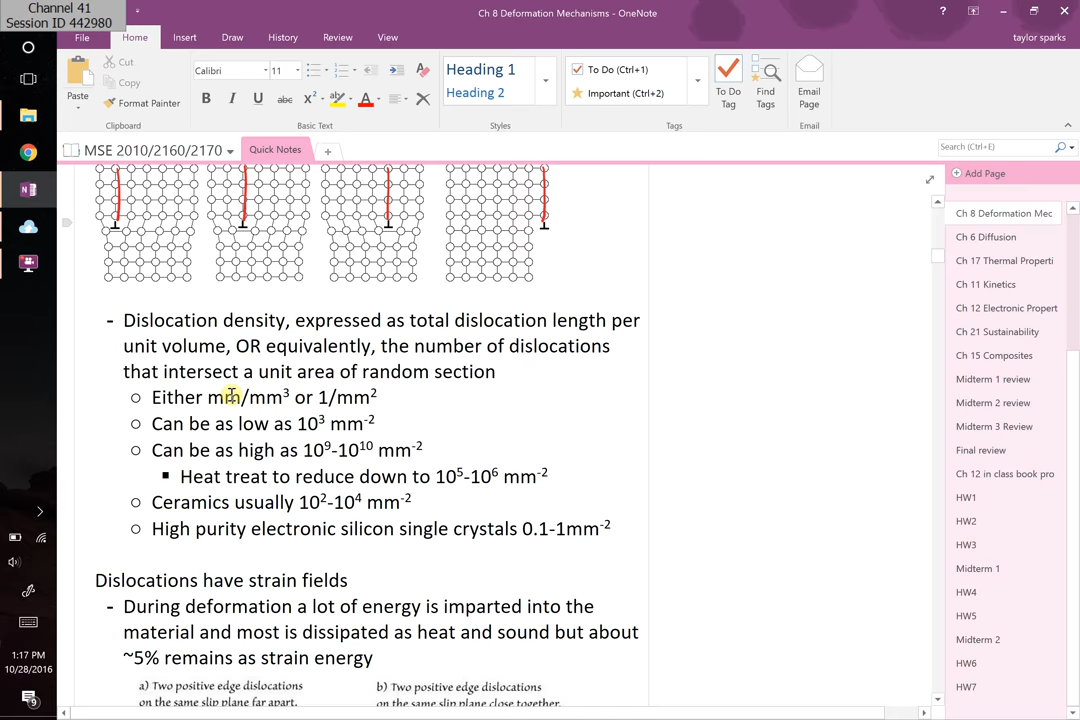 Channel 41
Session ID 442980
Ch 8 Deformation Mechanisms - OneNote
taylor sparks
File Home Insert Draw History Review View
Paste
Cut
Copy
Format Painter
Clipboard
Calibri 11
B I U abc X² A
Basic Text
Heading 1
Heading 2
Styles
To Do (Ctrl+1)
Important (Ctrl+2)
To Do Tag
Find Tags
Tags
Email Page
Email
MSE 2010/2160/2170
Quick Notes
Search (Ctrl+E)
- Dislocation density, expressed as total dislocation length per
unit volume, OR equivalently, the number of dislocations
that intersect a unit area of random section
○ Either mm/mm³ or 1/mm²
○ Can be as low as 10³ mm⁻²
○ Can be as high as 10⁹-10¹⁰ mm⁻²
▪ Heat treat to reduce down to 10⁵-10⁶ mm⁻²
○ Ceramics usually 10²-10⁴ mm⁻²
○ High purity electronic silicon single crystals 0.1-1mm⁻²
Dislocations have strain fields
- During deformation a lot of energy is imparted into the
material and most is dissipated as heat and sound but about
~5% remains as strain energy
a) Two positive edge dislocations
on the same slip plane far apart.
b) Two positive edge dislocations
on the same slip plane close together.
Add Page
Ch 8 Deformation Mec
Ch 6 Diffusion
Ch 17 Thermal Properti
Ch 11 Kinetics
Ch 12 Electronic Propert
Ch 21 Sustainability
Ch 15 Composites
Midterm 1 review
Midterm 2 review
Midterm 3 Review
Final review
Ch 12 in class book pro
HW1
HW2
HW3
Midterm 1
HW4
HW5
Midterm 2
HW6
HW7
1:17 PM
10/28/2016
9